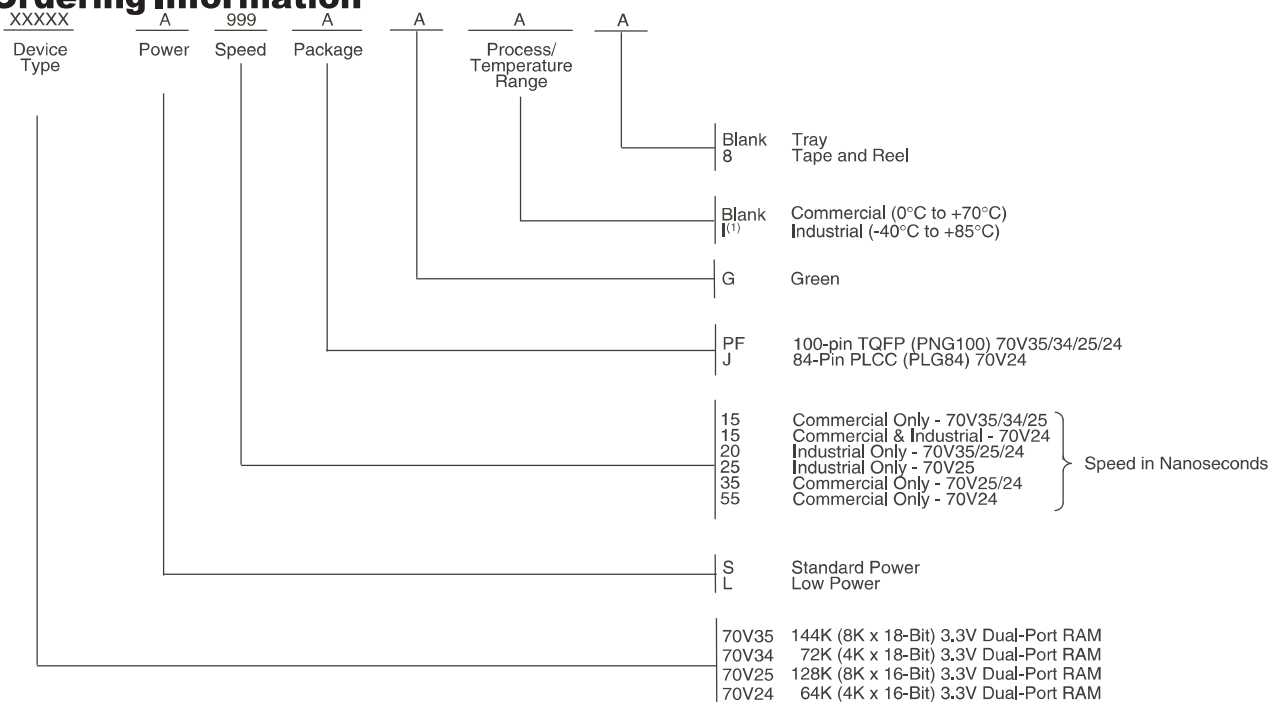 Ordering Information
XXXXX A 999 A A A A
Device Type Power Speed Package Process/ Temperature Range
Blank Tray
8 Tape and Reel
Blank Commercial (0°C to +70°C)
I(1) Industrial (-40°C to +85°C)
G Green
PF 100-pin TQFP (PNG100) 70V35/34/25/24
J 84-Pin PLCC (PLG84) 70V24
15 Commercial Only - 70V35/34/25
15 Commercial & Industrial - 70V24
20 Industrial Only - 70V35/25/24
25 Industrial Only - 70V25
35 Commercial Only - 70V25/24
55 Commercial Only - 70V24
Speed in Nanoseconds
S Standard Power
L Low Power
70V35 144K (8K x 18-Bit) 3.3V Dual-Port RAM
70V34 72K (4K x 18-Bit) 3.3V Dual-Port RAM
70V25 128K (8K x 16-Bit) 3.3V Dual-Port RAM
70V24 64K (4K x 16-Bit) 3.3V Dual-Port RAM